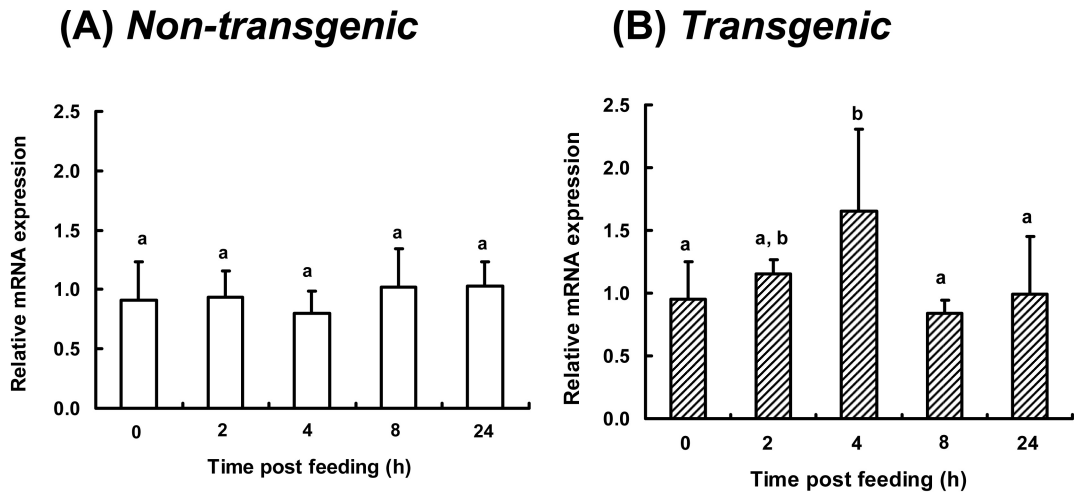 (A) Non-transgenic
Relative mRNA expression
2.5
2.0
1.5
1.0
0.5
0.0
a
a
a
a
a
0 2 4 8 24
Time post feeding (h)
(B) Transgenic
Relative mRNA expression
2.5
2.0
1.5
1.0
0.5
0.0
a
a, b
b
a
a
0 2 4 8 24
Time post feeding (h)